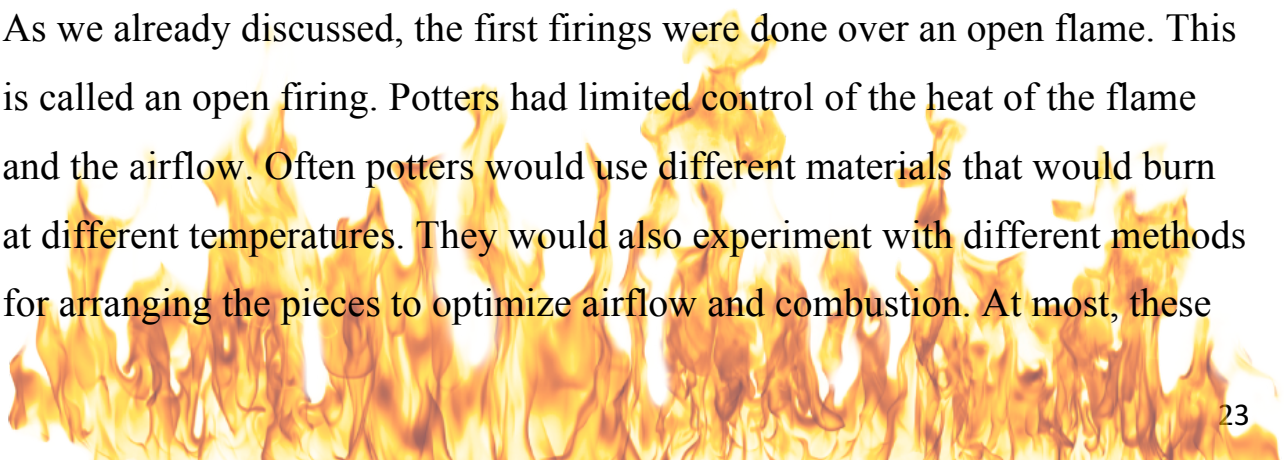 As we already discussed, the first firings were done over an open flame. This
is called an open firing. Potters had limited control of the heat of the flame
and the airflow. Often potters would use different materials that would burn
at different temperatures. They would also experiment with different methods
for arranging the pieces to optimize airflow and combustion. At most, these
23